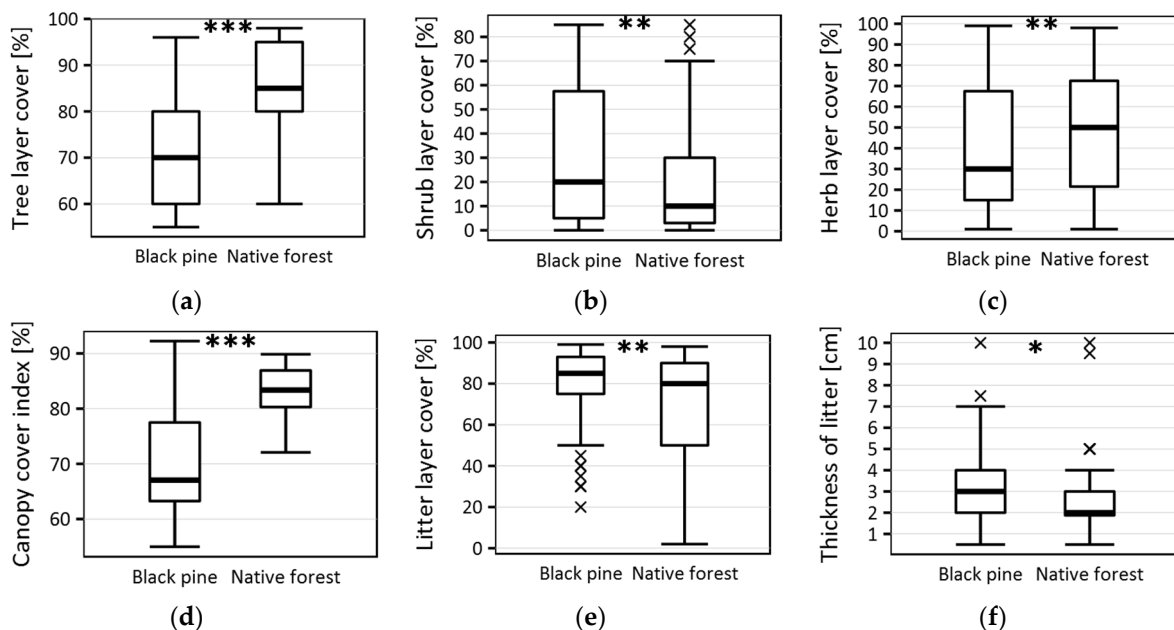 Tree layer cover [%]
100
90
80
70
60
***
Black pine Native forest
(a)
Shrub layer cover [%]
80
70
60
50
40
30
20
10
0
**
Black pine Native forest
(b)
Herb layer cover [%]
100
90
80
70
60
50
40
30
20
10
0
**
Black pine Native forest
(c)
Canopy cover index [%]
90
80
70
60
***
Black pine Native forest
(d)
Litter layer cover [%]
100
80
60
40
20
0
**
Black pine Native forest
(e)
Thickness of litter [cm]
10
9
8
7
6
5
4
3
2
1
*
Black pine Native forest
(f)